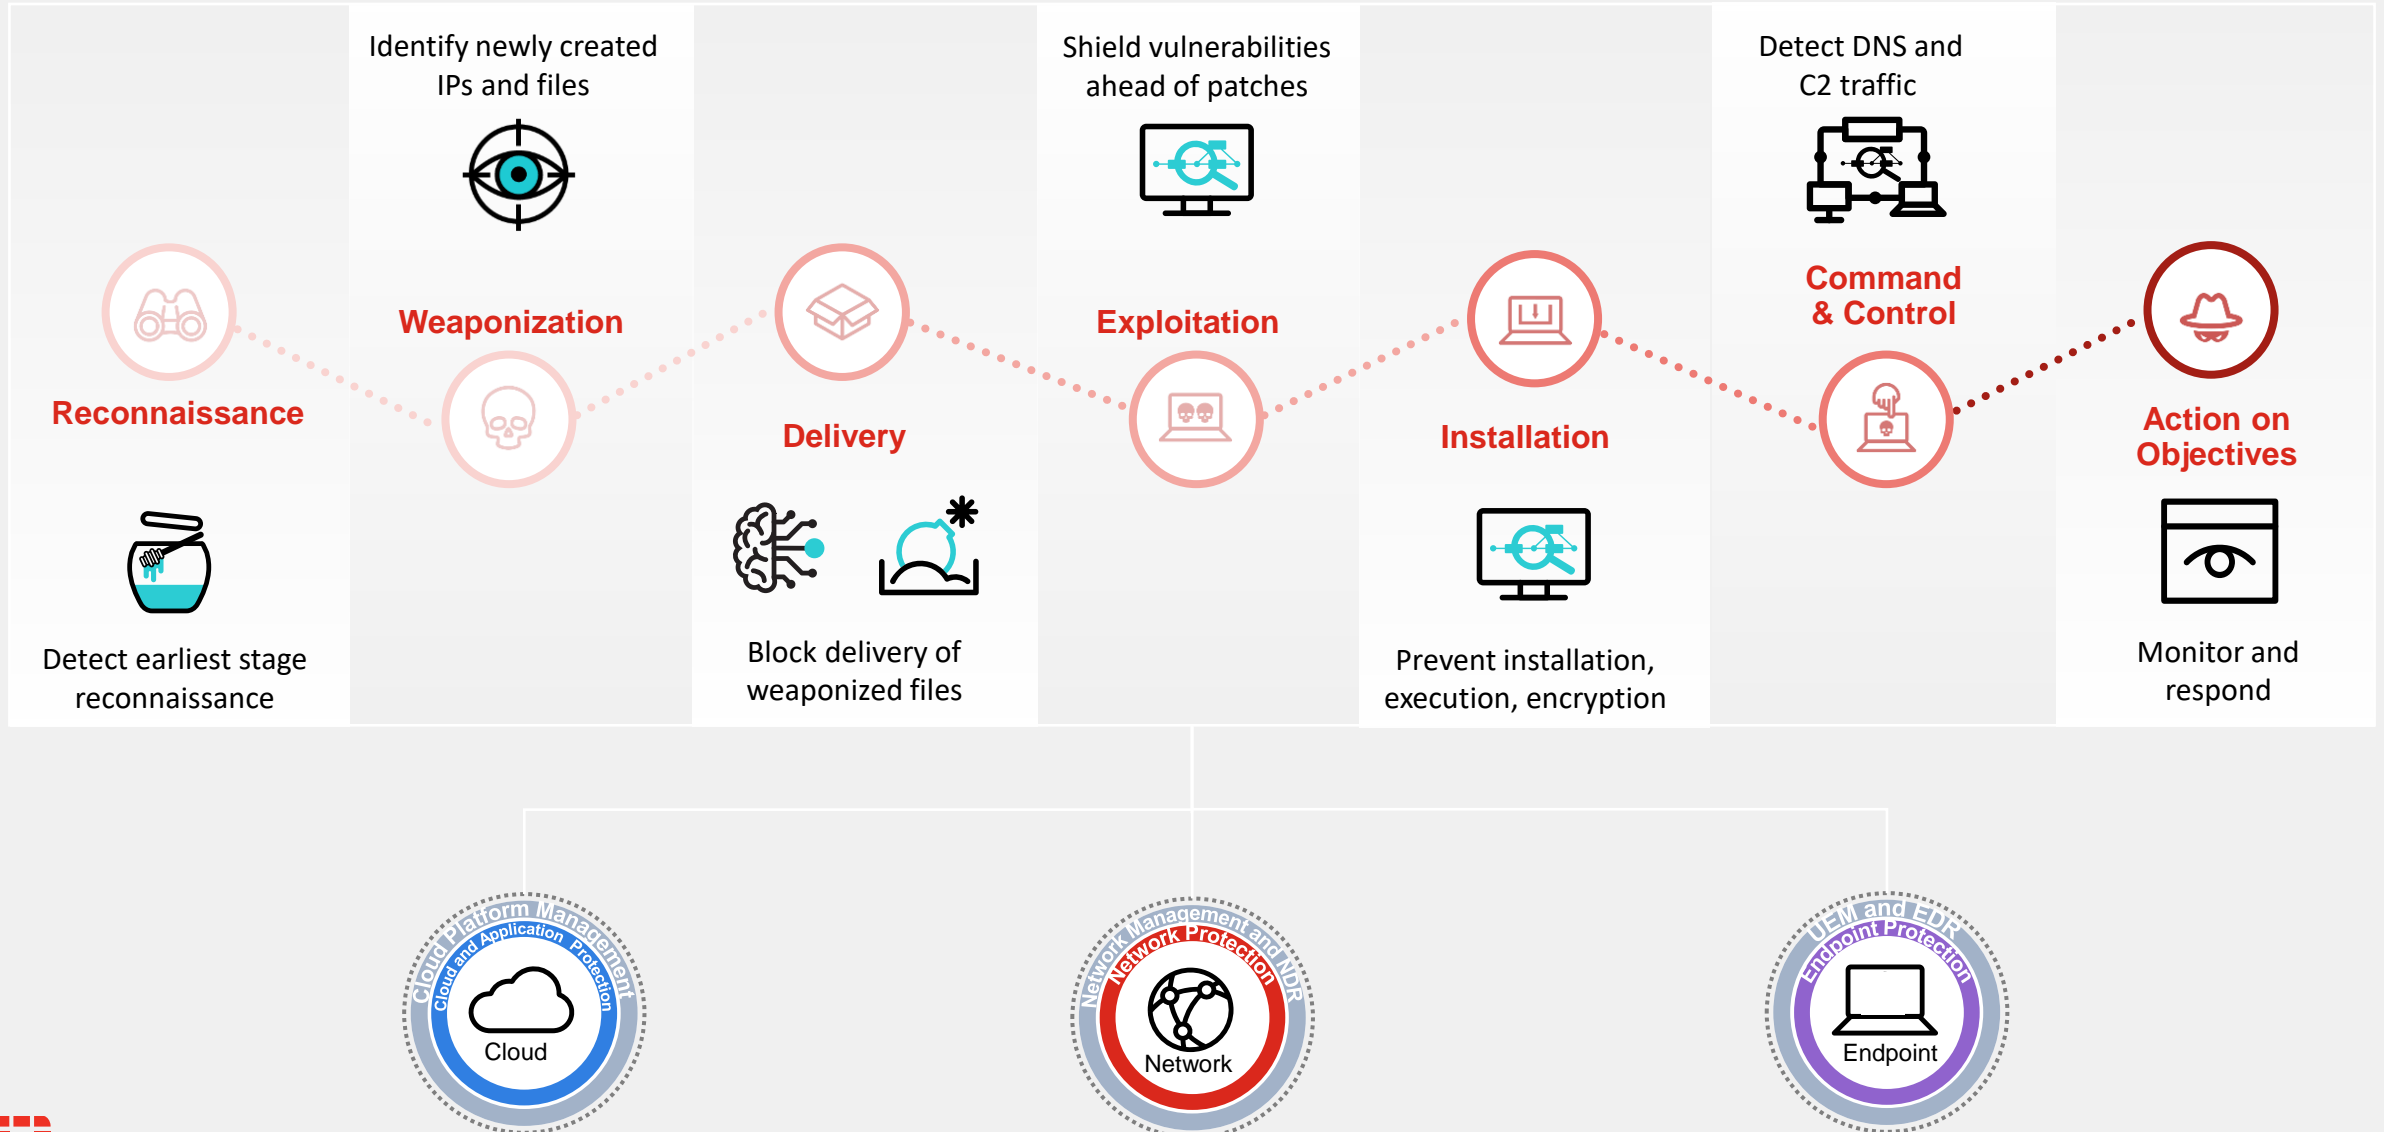 Identify newly created
IPs and files
Shield vulnerabilities
ahead of patches
Detect DNS and
C2 traffic
Reconnaissance
Weaponization
Delivery
Exploitation
Installation
Command
& Control
Action on
Objectives
Detect earliest stage
reconnaissance
Block delivery of
weaponized files
Prevent installation,
execution, encryption
Monitor and
respond
Cloud Platform Management
Cloud and Application Protection
Cloud
Network Management and NDR
Network Protection
Network
UEM and EDR
Endpoint Protection
Endpoint